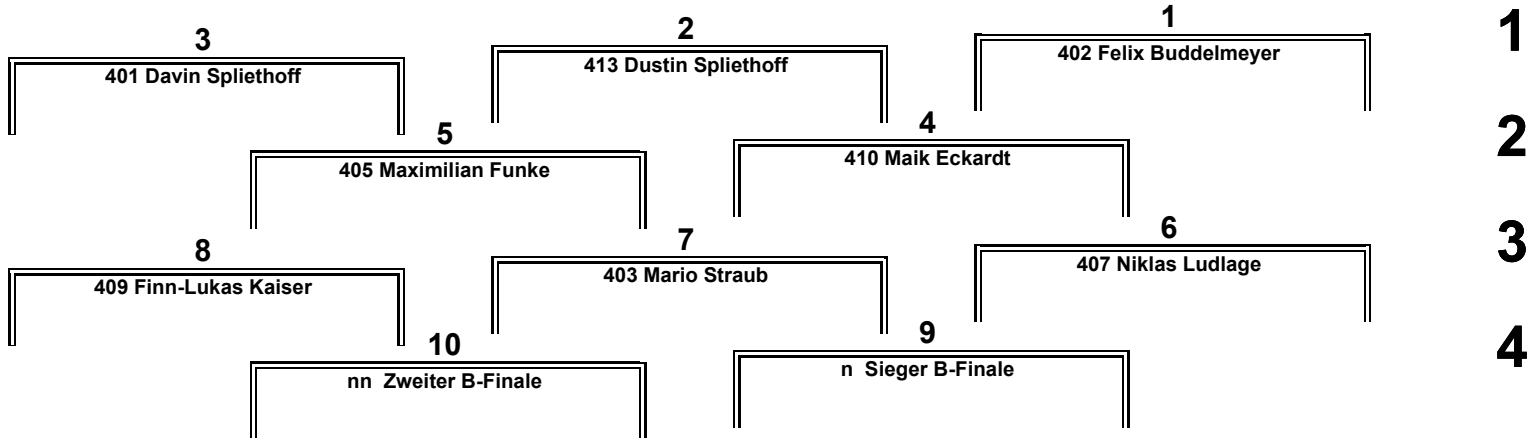 3 2 1 1
401 Davin Spliethoff 413 Dustin Spliethoff 402 Felix Buddelmeyer
5 4 2
405 Maximilian Funke 410 Maik Eckardt
8 7 6 3
409 Finn-Lukas Kaiser 403 Mario Straub 407 Niklas Ludlage
10 9 4
nn Zweiter B-Finale n Sieger B-Finale